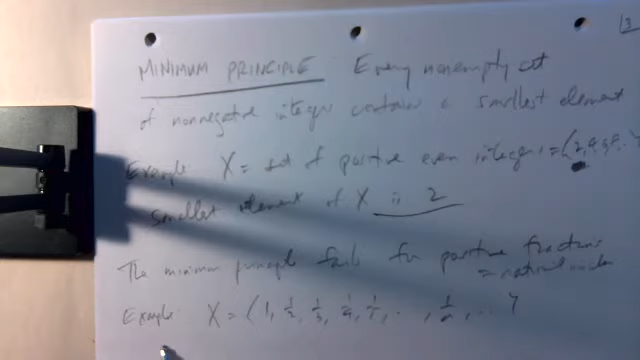 13
MINIMUM PRINCIPLE Every nonempty set
of nonnegative integers contains a smallest element
Example: X = set of positive even integers = {2, 4, 6, 8, ..}
smallest element of X is 2
The minimum principle fails for positive fractions
= rational
Example: X = {1, 1/2, 1/3, 1/4, 1/5, .. , 1/n, ... }